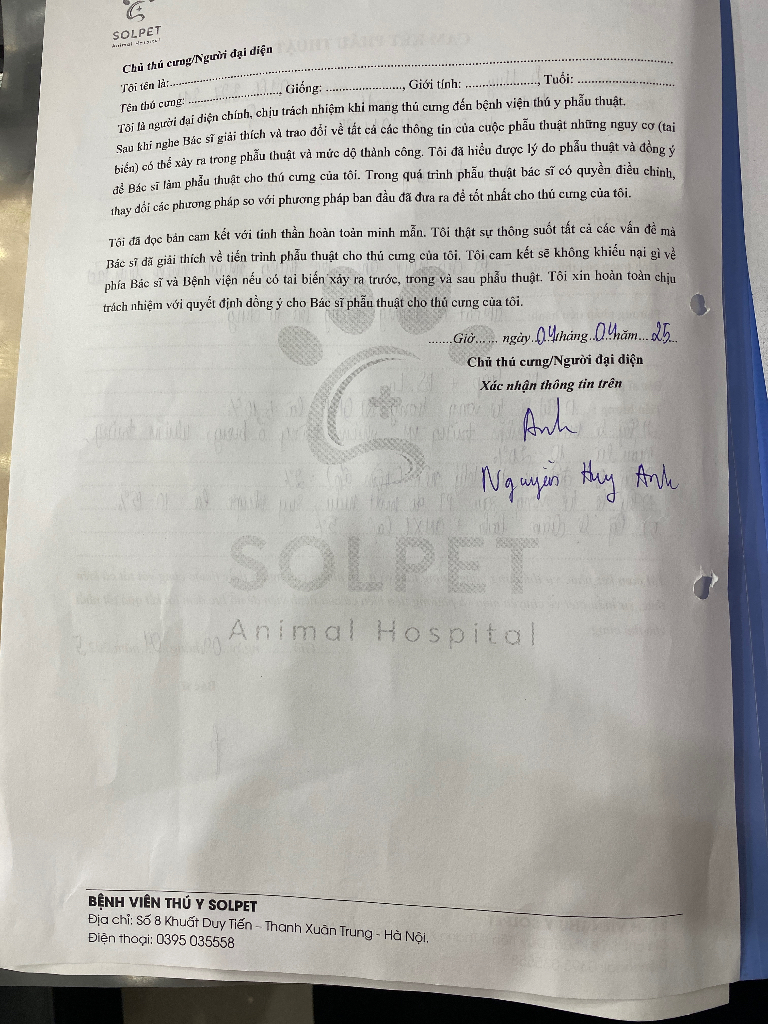 SOLPET
Animal Hospital
Chủ thú cưng/Người đại diện
Tôi tên là:
Tên thú cưng: ......................, Giống: ......................, Giới tính: ....................., Tuổi: ..........................
Tôi là người đại diện chính, chịu trách nhiệm khi mang thú cưng đến bệnh viện thú y phẫu thuật.
Sau khi nghe Bác sĩ giải thích và trao đổi về tất cả các thông tin của cuộc phẫu thuật những nguy cơ (tai
biến) có thể xảy ra trong phẫu thuật và mức độ thành công. Tôi đã hiểu được lý do phẫu thuật và đồng ý
để Bác sĩ làm phẫu thuật cho thú cưng của tôi. Trong quá trình phẫu thuật bác sĩ có quyền điều chỉnh,
thay đổi các phương pháp so với phương pháp ban đầu đã đưa ra để tốt nhất cho thú cưng của tôi.
Tôi đã đọc bản cam kết với tinh thần hoàn toàn minh mẫn. Tôi thật sự thông suốt tất cả các vấn đề mà
Bác sĩ đã giải thích về tiến trình phẫu thuật cho thú cưng của tôi. Tôi cam kết sẽ không khiếu nại gì về
phía Bác sĩ và Bệnh viện nếu có tai biến xảy ra trước, trong và sau phẫu thuật. Tôi xin hoàn toàn chịu
trách nhiệm với quyết định đồng ý cho Bác sĩ phẫu thuật cho thú cưng của tôi.
.......Giờ...... ngày 04 tháng 04 năm 25
Chủ thú cưng/Người đại diện
Xác nhận thông tin trên
Anh
Nguyễn Huy Anh
SOLPET
Animal Hospital
BỆNH VIÊN THÚ Y SOLPET
Địa chỉ: Số 8 Khuất Duy Tiến - Thanh Xuân Trung - Hà Nội.
Điện thoại: 0395 035558